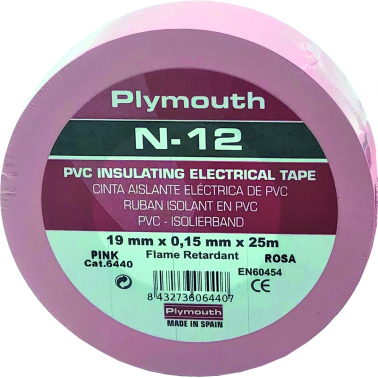 Plymouth
N-12
PVC INSULATING ELECTRICAL TAPE
CINTA AISLANTE ELÉCTRICA DE PVC
RUBAN ISOLANT EN PVC
PVC - ISOLIERBAND
19 mm x 0,15 mm x 25m
PINK Flame Retardant ROSA
Cat.6440 EN60454
CE
8 432736 064407
Plymouth
MADE IN SPAIN